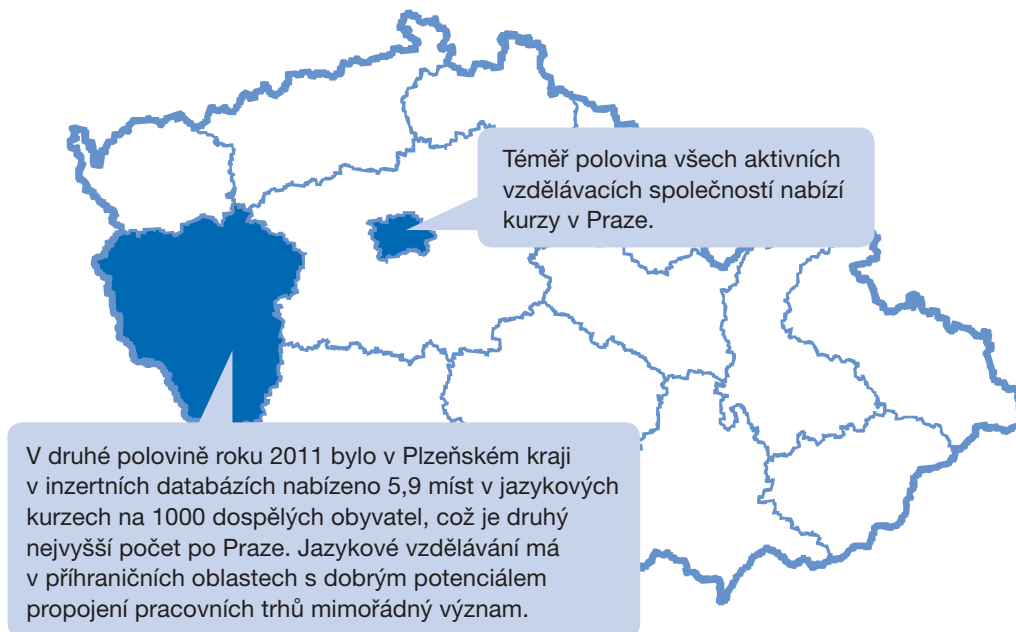 Téměř polovina všech aktivních
vzdělávacích společností nabízí
kurzy v Praze.
V druhé polovině roku 2011 bylo v Plzeňském kraji
v inzertních databázích nabízeno 5,9 míst v jazykových
kurzech na 1000 dospělých obyvatel, což je druhý
nejvyšší počet po Praze. Jazykové vzdělávání má
v příhraničních oblastech s dobrým potenciálem
propojení pracovních trhů mimořádný význam.